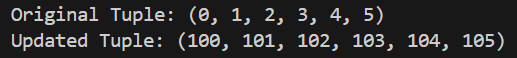 Original Tuple: (0, 1, 2, 3, 4, 5)
Updated Tuple: (100, 101, 102, 103, 104, 105)